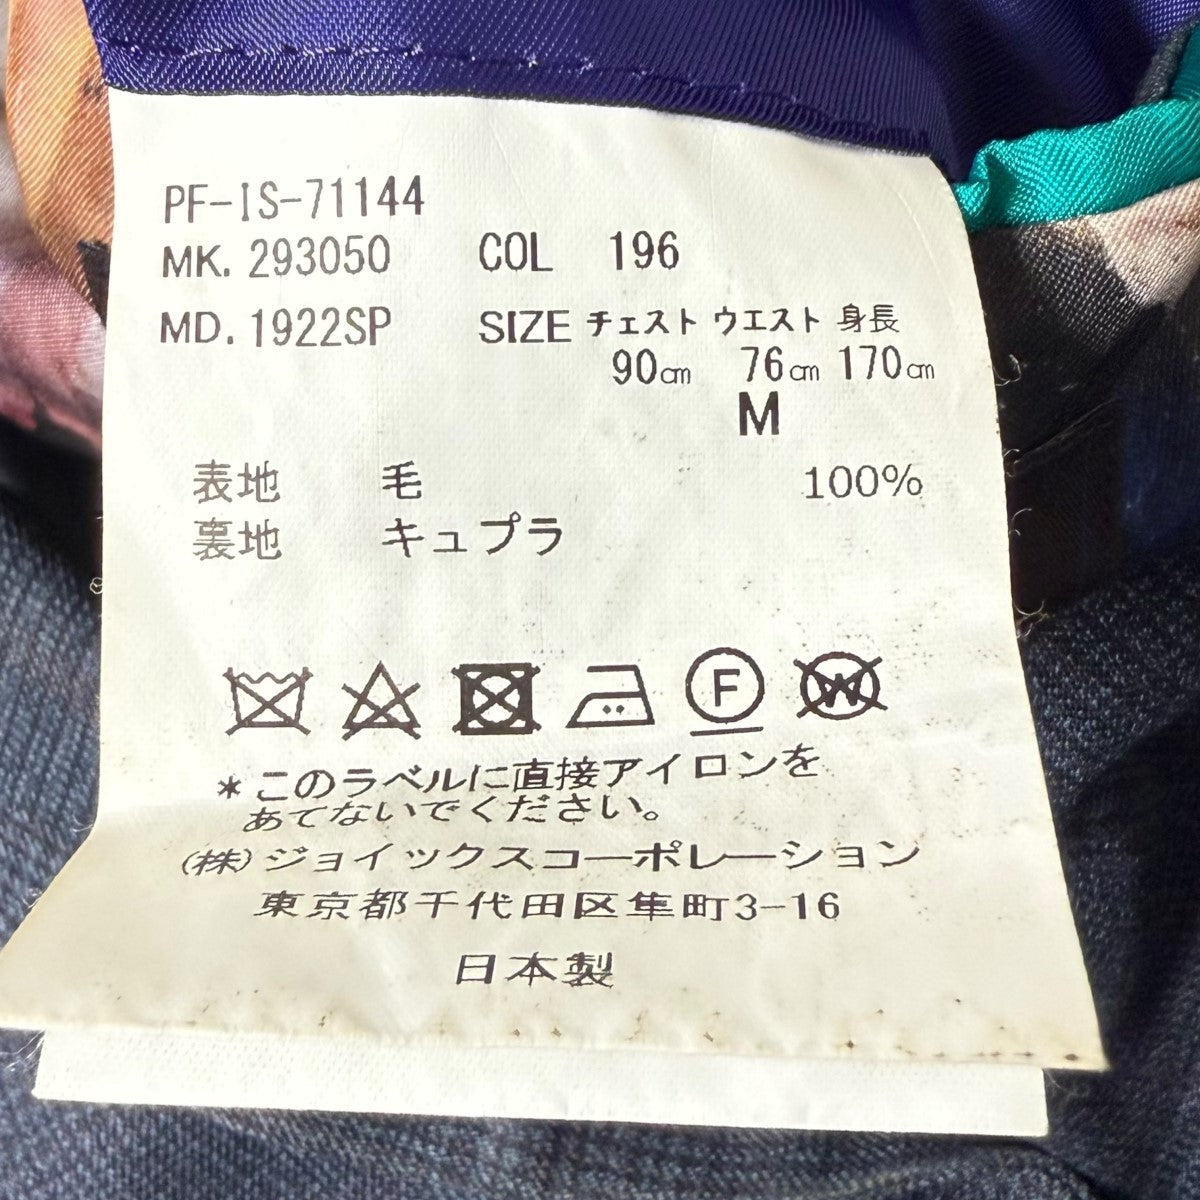 PF-IS-71144
MK. 293050 COL 196
MD. 1922SP SIZE チェスト ウエスト 身長
90cm 76cm 170cm
M
表地 毛 100%
裏地 キュプラ
F W
*このラベルに直接アイロンを
あてないでください。
(株)ジョイックスコーポレーション
東京都千代田区隼町3-16
日本製